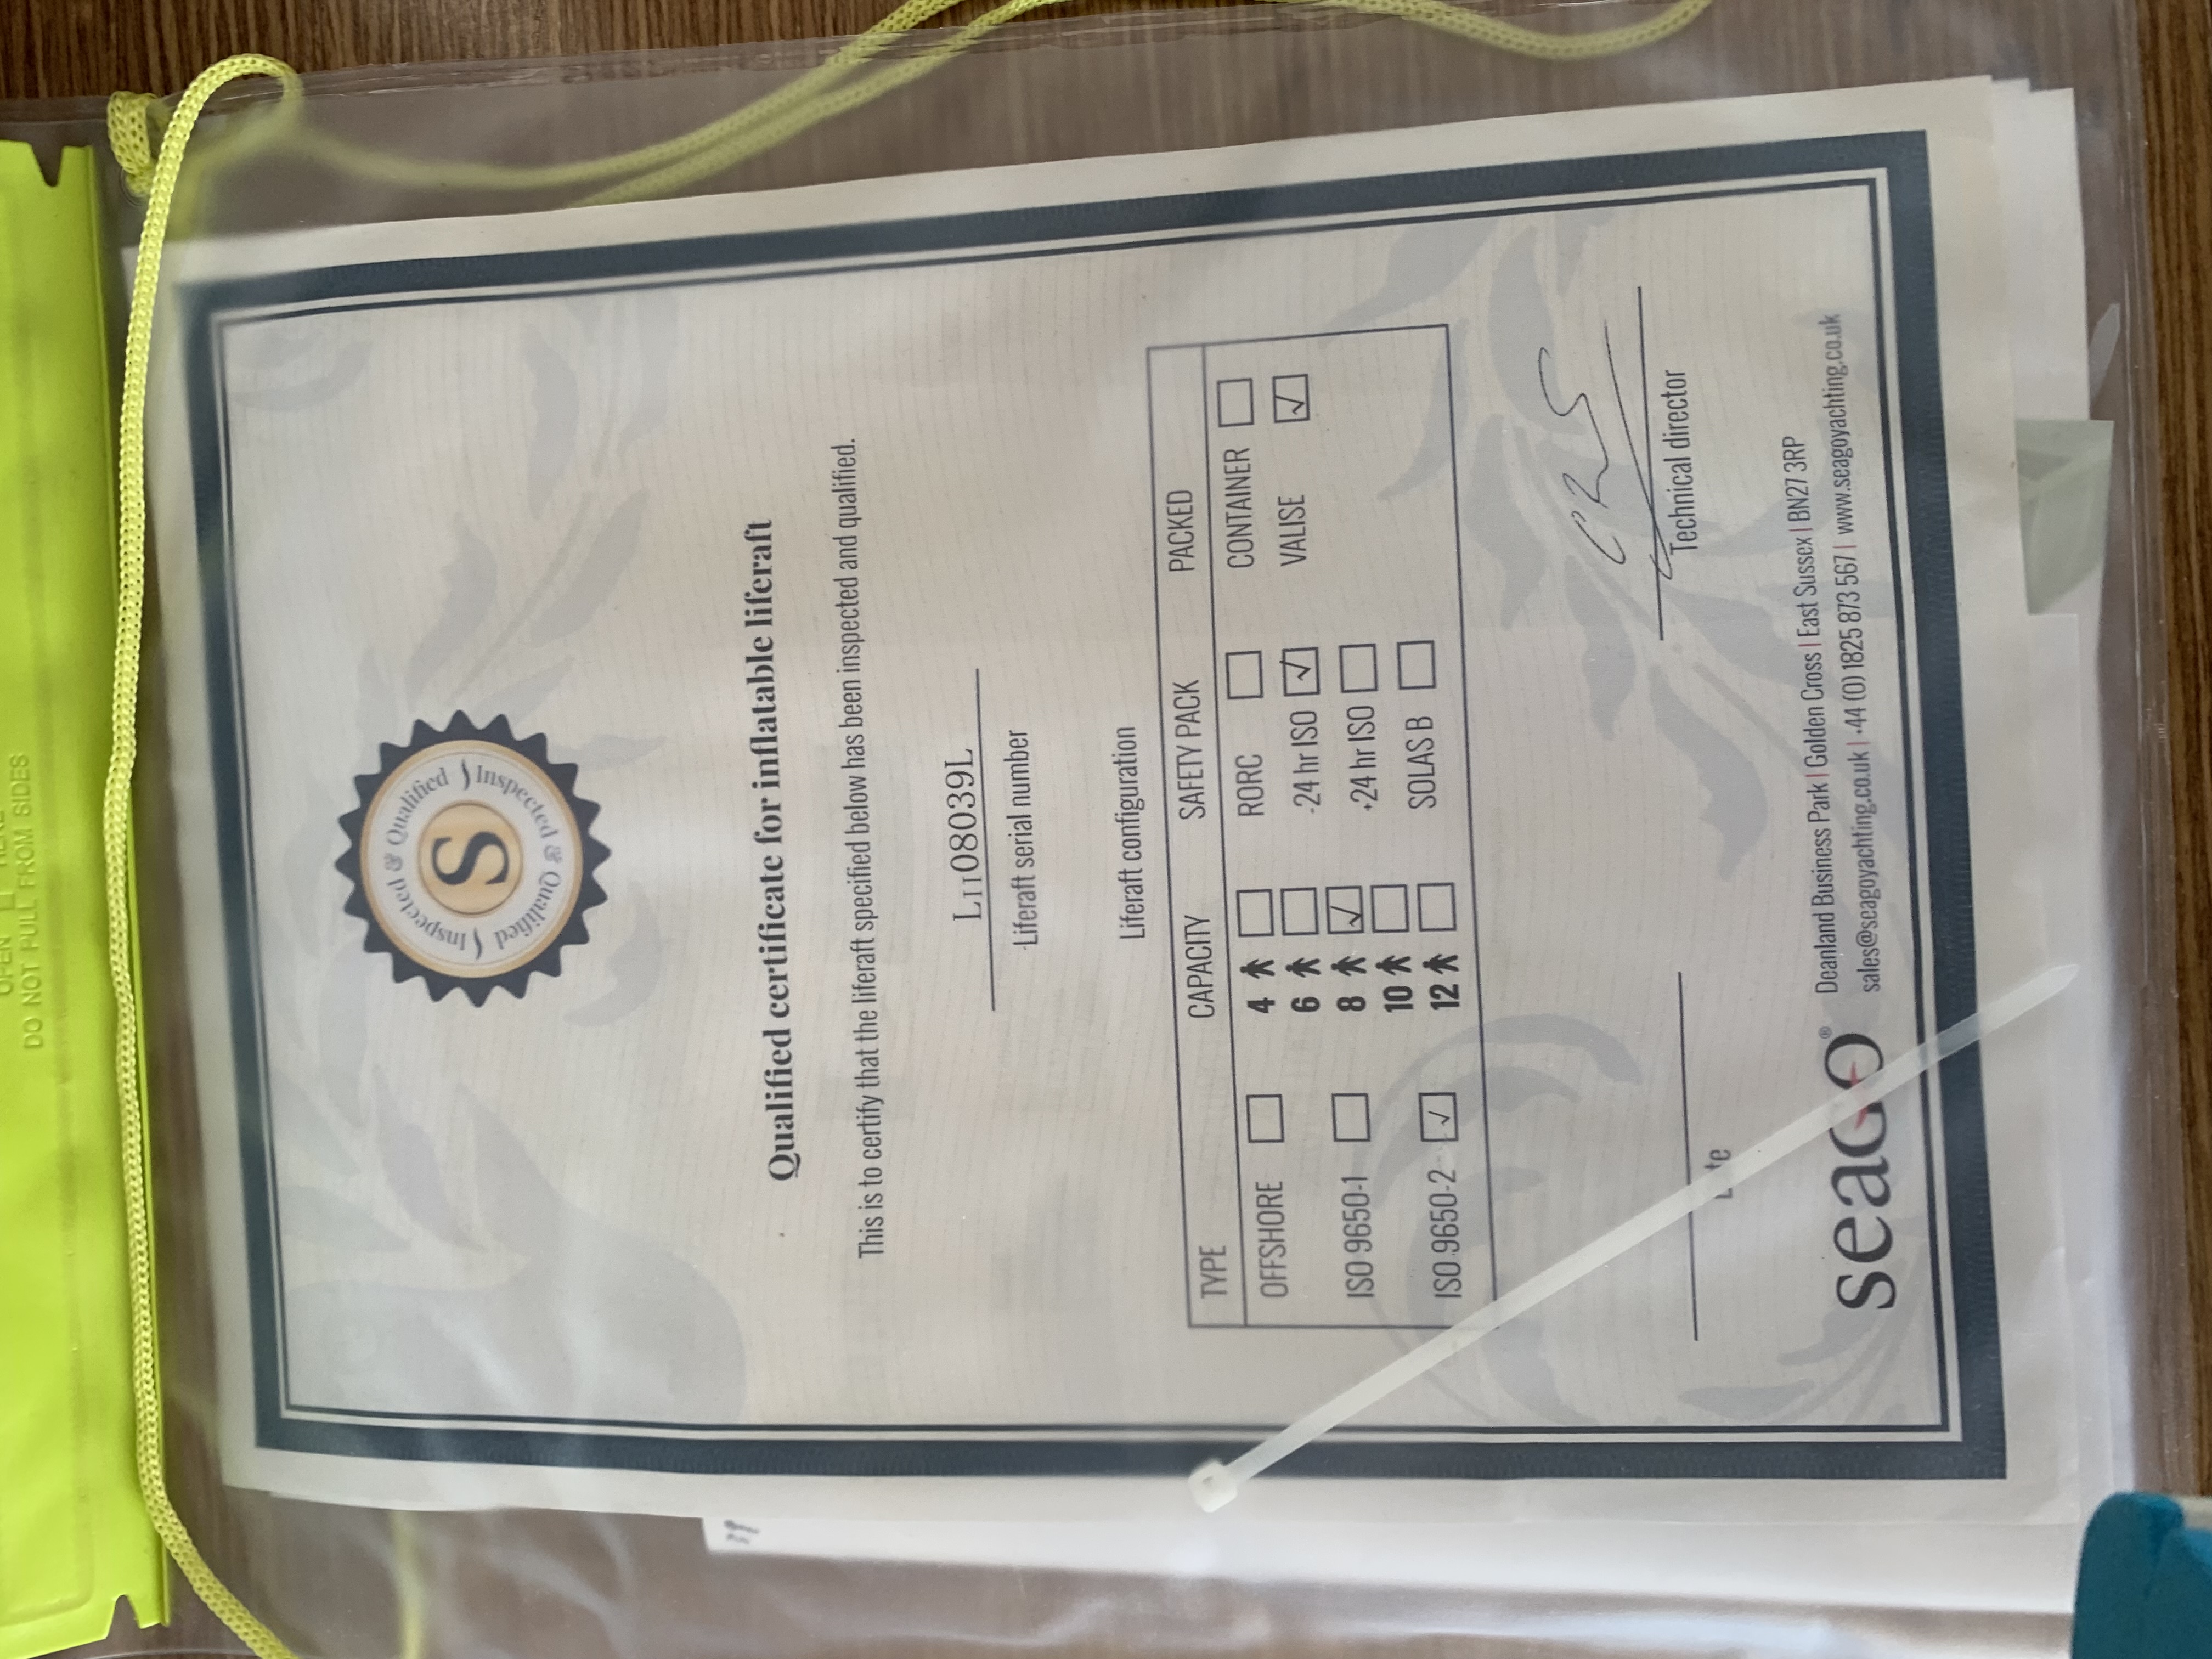 DO NOT PULL FROM SIDES
Inspected & Qualified Inspected & Qualified
S
Qualified certificate for inflatable liferaft
This is to certify that the liferaft specified below has been inspected and qualified.
L1108039L
Liferaft serial number
Liferaft configuration
TYPE CAPACITY SAFETY PACK PACKED
OFFSHORE 4 RORC CONTAINER
6 -24 hr ISO ✓ VALISE ✓
ISO 9650-1 8 ✓ +24 hr ISO
10 SOLAS B
ISO 9650-2 ✓ 12
Technical director
seaGO®
Deanland Business Park | Golden Cross | East Sussex | BN27 3RP
sales@seagoyachting.co.uk | +44 (0) 1825 873 567 | www.seagoyachting.co.uk